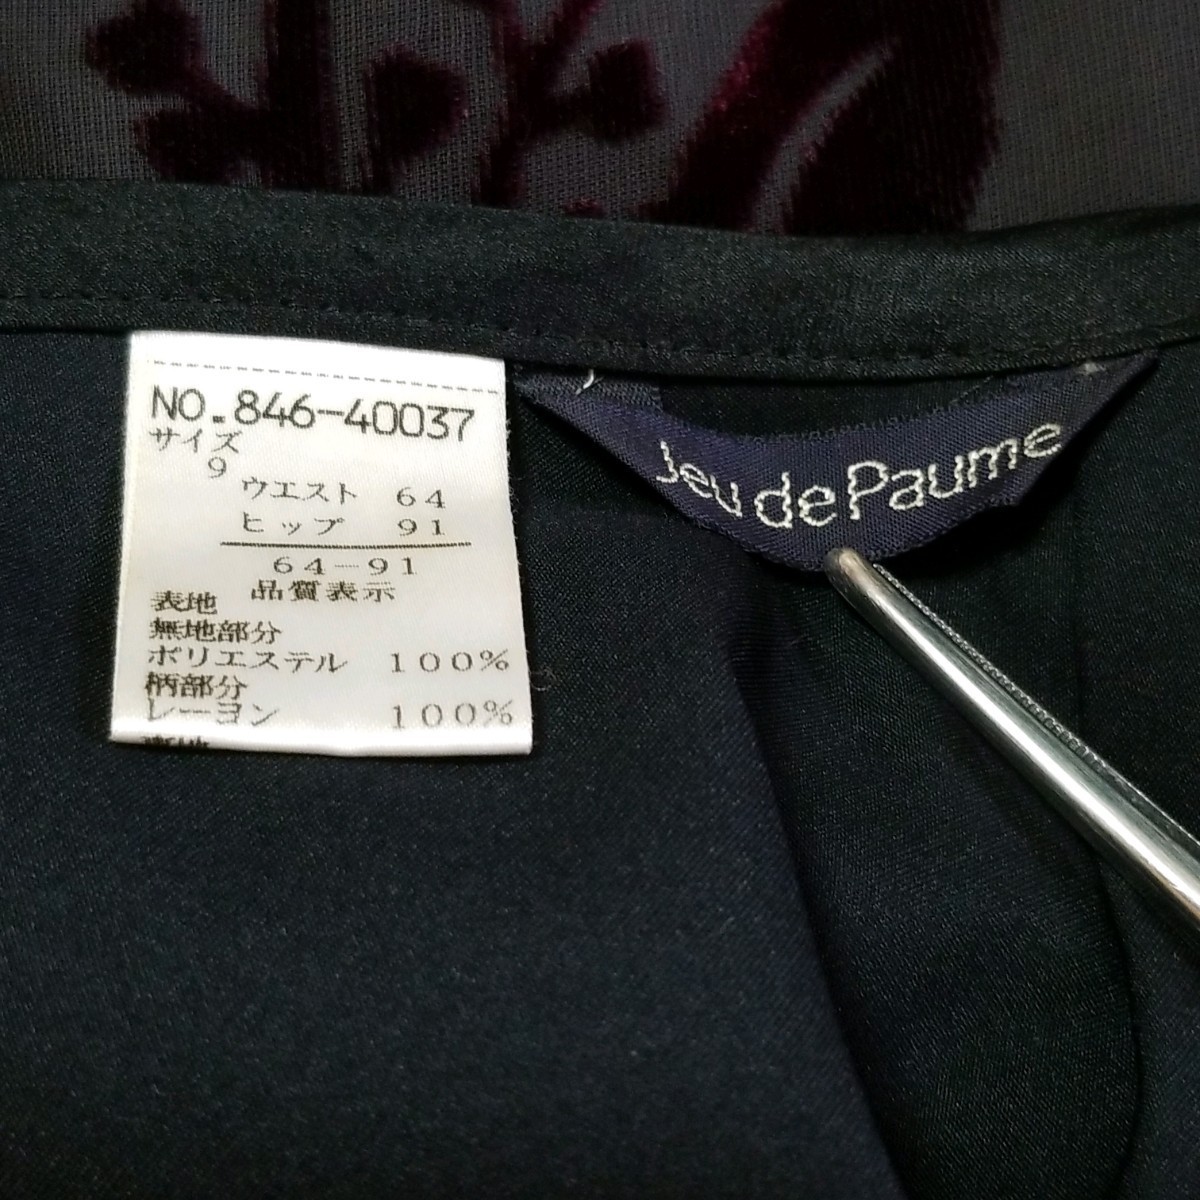 NO.846-40037
サイズ
9
ウエスト 64
ヒップ 91
64-91
品質表示
表地
無地部分
ポリエステル 100%
柄部分
レーヨン 100%
Jeu de Paume